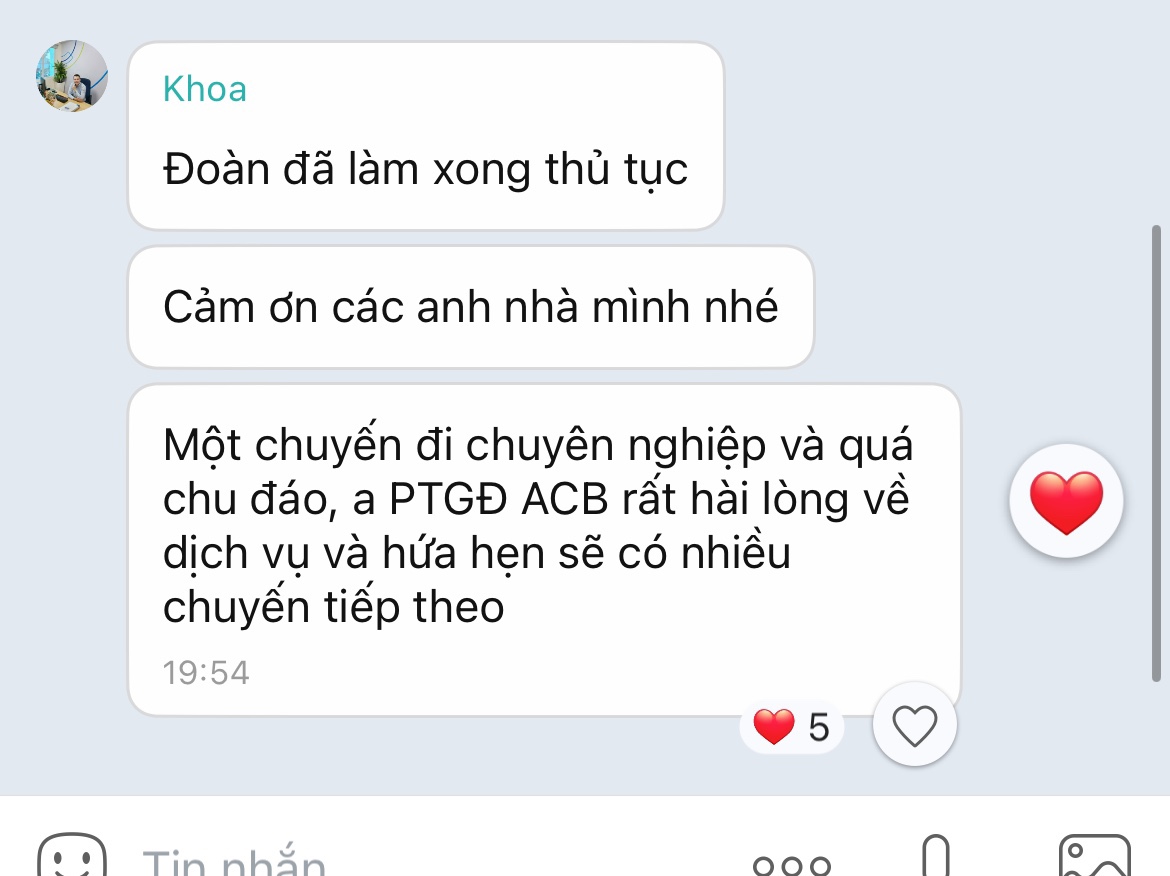 Khoa
Đoàn đã làm xong thủ tục
Cảm ơn các anh nhà mình nhé
Một chuyến đi chuyên nghiệp và quá
chu đáo, a PTGĐ ACB rất hài lòng về
dịch vụ và hứa hẹn sẽ có nhiều
chuyến tiếp theo
19:54
5
Tin nhắn